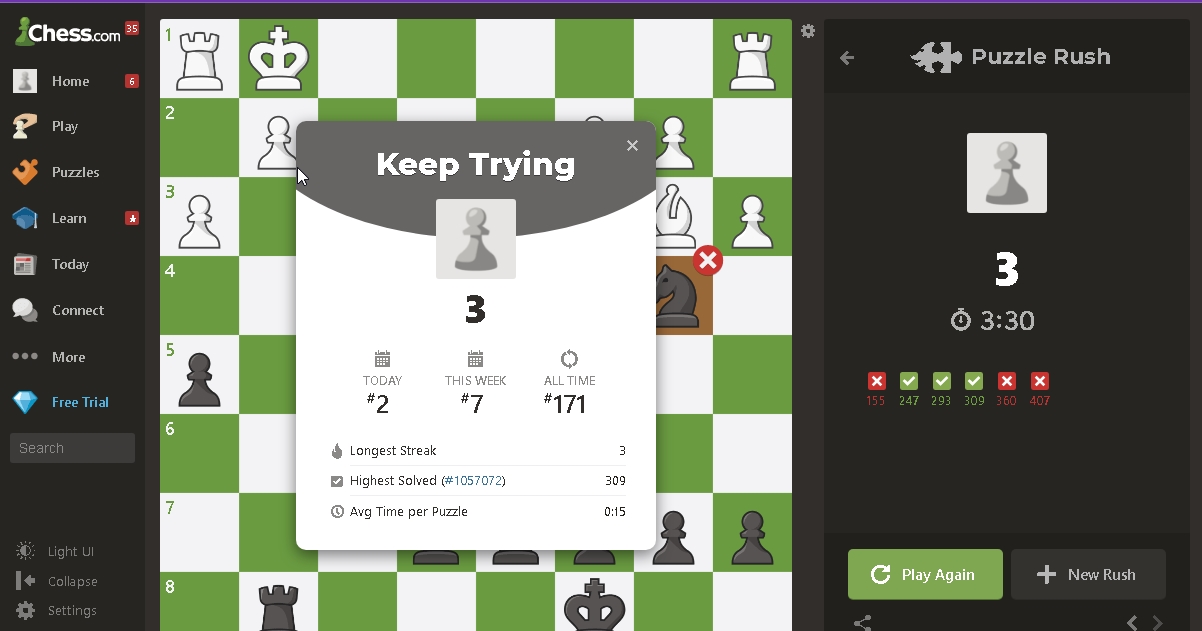 Chess.com 35
Home 6
Play
Puzzles
Learn
Today
Connect
More
Free Trial
Search
Light UI
Collapse
Settings
1
2
3
4
5
6
7
8
Keep Trying
3
TODAY THIS WEEK ALL TIME
#2 #7 #171
Longest Streak 3
Highest Solved (#1057072) 309
Avg Time per Puzzle 0:15
Puzzle Rush
3
3:30
155 247 293 309 360 407
Play Again New Rush